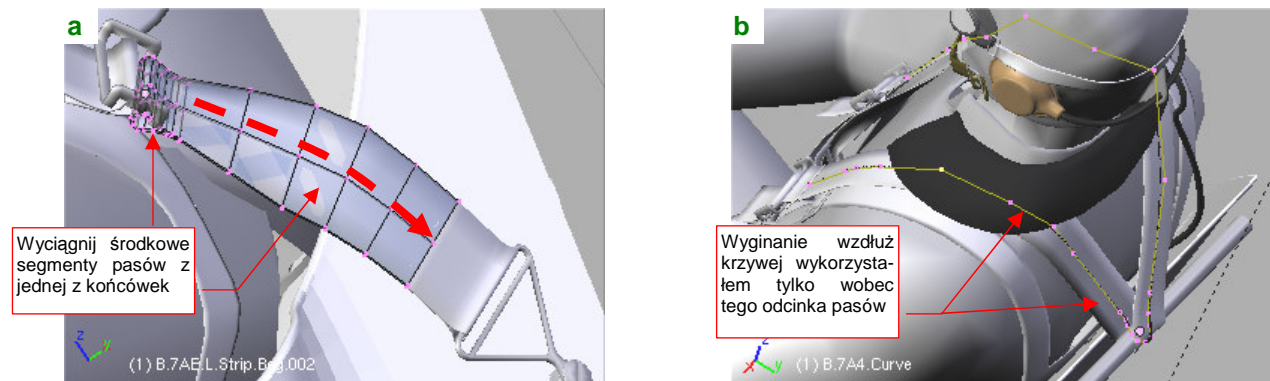 a
Wyciągnij środkowe
segmenty pasów z
jednej z końcówek
z
y
(1) B.7AE.L.Strip.Beg.002
b
Wyginanie wzdłuż
krzywej wykorzysta-
łem tylko wobec
tego odcinka pasów
z
x
y
(1) B.7A4.Curve